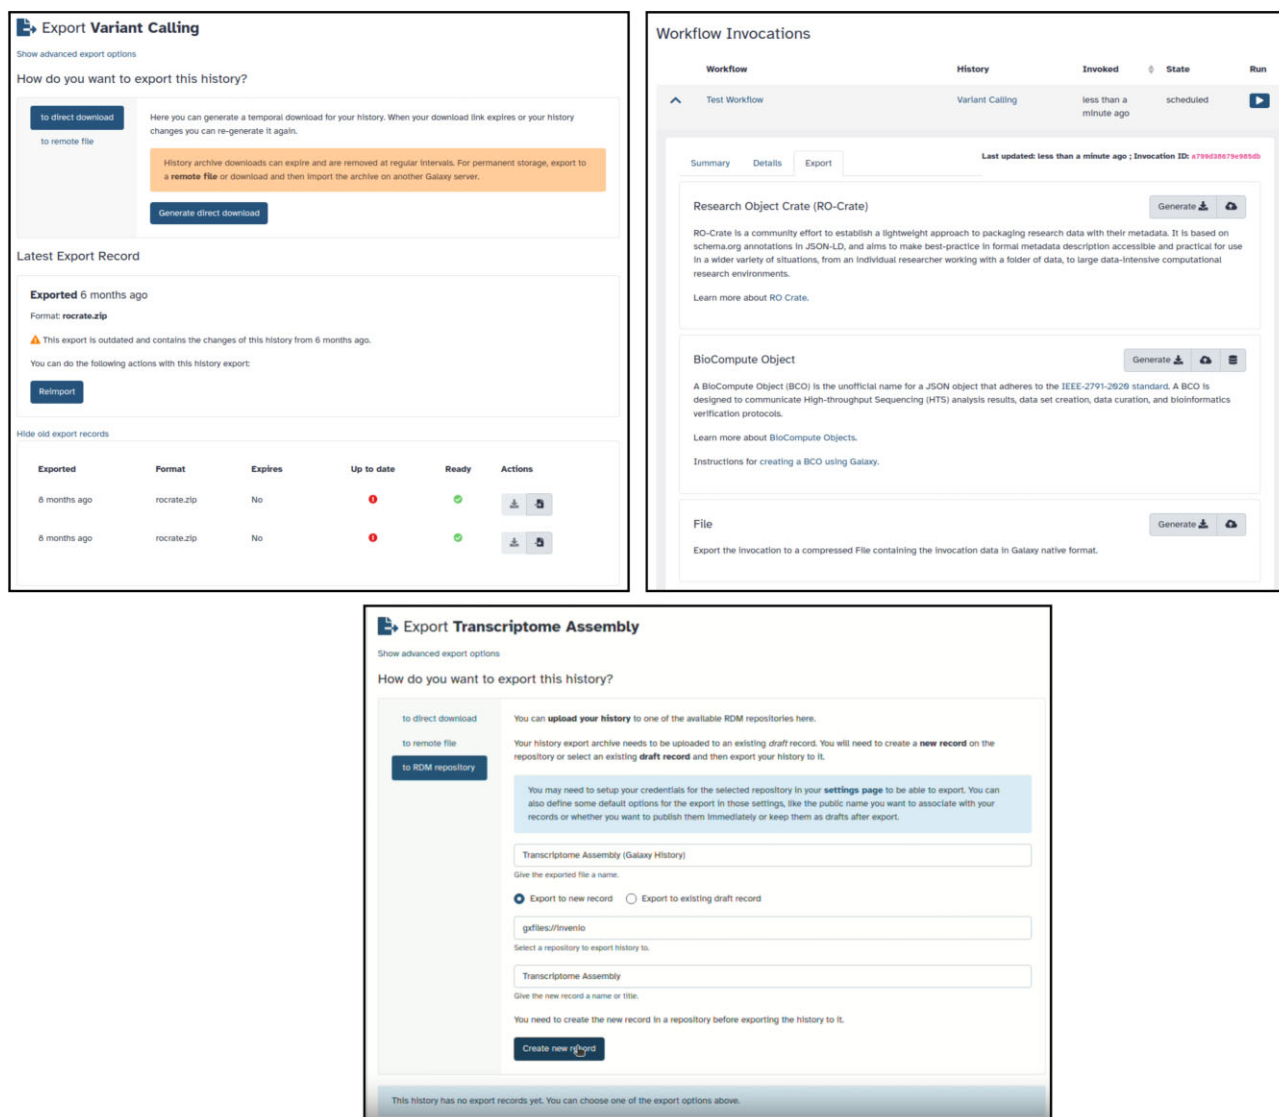 Export Variant Calling
Show advanced export options
How do you want to export this history?
to direct download
to remote file
Here you can generate a temporal download for your history. When your download link expires or your history
changes you can re-generate it again.
History archive downloads can expire and are removed at regular intervals. For permanent storage, export to
a remote file or download and then import the archive on another Galaxy server.
Generate direct download
Latest Export Record
Exported 6 months ago
Format: rocrate.zip
This export is outdated and contains the changes of this history from 6 months ago.
You can do the following actions with this history export:
Reimport
Hide old export records
Exported Format Expires Up to date Ready Actions
6 months ago rocrate.zip No
6 months ago rocrate.zip No
Workflow Invocations
Workflow History Invoked State Run
Test Workflow Variant Calling less than a scheduled
minute ago
Summary Details Export
Last updated: less than a minute ago ; Invocation ID: a799d38679e985db
Research Object Crate (RO-Crate)
Generate
RO-Crate is a community effort to establish a lightweight approach to packaging research data with their metadata. It is based on
schema.org annotations in JSON-LD, and aims to make best-practice in formal metadata description accessible and practical for use
in a wider variety of situations, from an individual researcher working with a folder of data, to large data-intensive computational
research environments.
Learn more about RO Crate.
BioCompute Object
Generate
A BioCompute Object (BCO) is the unofficial name for a JSON object that adheres to the IEEE-2791-2020 standard. A BCO is
designed to communicate High-throughput Sequencing (HTS) analysis results, data set creation, data curation, and bioinformatics
verification protocols.
Learn more about BioCompute Objects.
Instructions for creating a BCO using Galaxy.
File
Generate
Export the invocation to a compressed File containing the invocation data in Galaxy native format.
Export Transcriptome Assembly
Show advanced export options
How do you want to export this history?
to direct download
to remote file
to RDM repository
You can upload your history to one of the available RDM repositories here.
Your history export archive needs to be uploaded to an existing draft record. You will need to create a new record on the
repository or select an existing draft record and then export your history to it.
You may need to setup your credentials for the selected repository in your settings page to be able to export. You can
also define some default options for the export in those settings, like the public name you want to associate with your
records or whether you want to publish them immediately or keep them as drafts after export.
Transcriptome Assembly (Galaxy History)
Give the exported file a name.
Export to new record Export to existing draft record
gxfiles://invenio
Select a repository to export history to.
Transcriptome Assembly
Give the new record a name or title.
You need to create the new record in a repository before exporting the history to it.
Create new record
This history has no export records yet. You can choose one of the export options above.